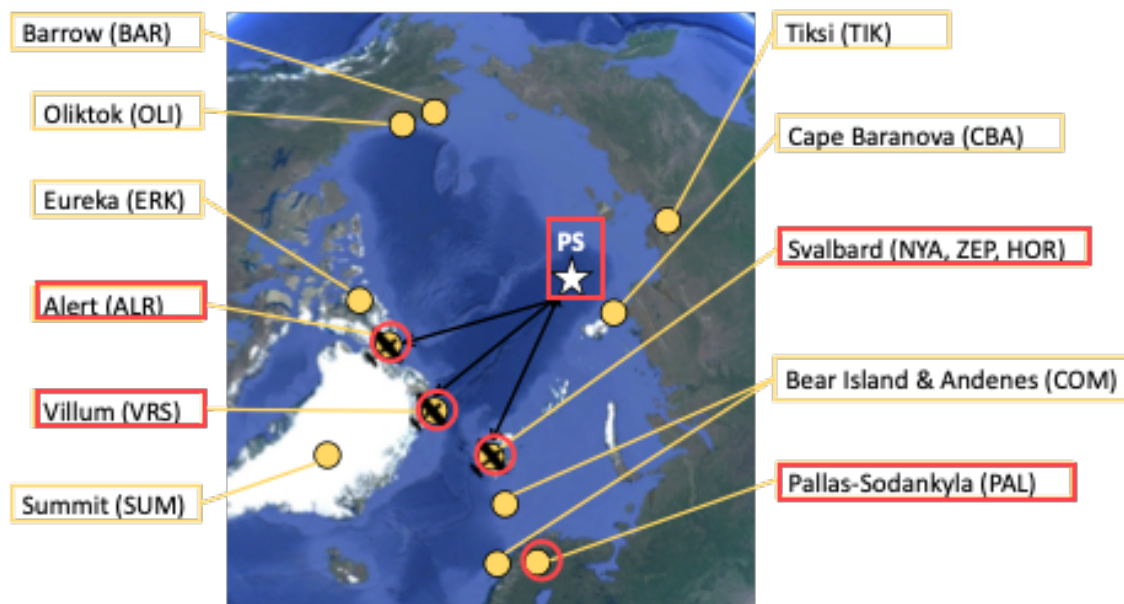 Barrow (BAR)
Oliktok (OLI)
Eureka (ERK)
Alert (ALR)
Villum (VRS)
Summit (SUM)
PS
Tiksi (TIK)
Cape Baranova (CBA)
Svalbard (NYA, ZEP, HOR)
Bear Island & Andenes (COM)
Pallas-Sodankyla (PAL)